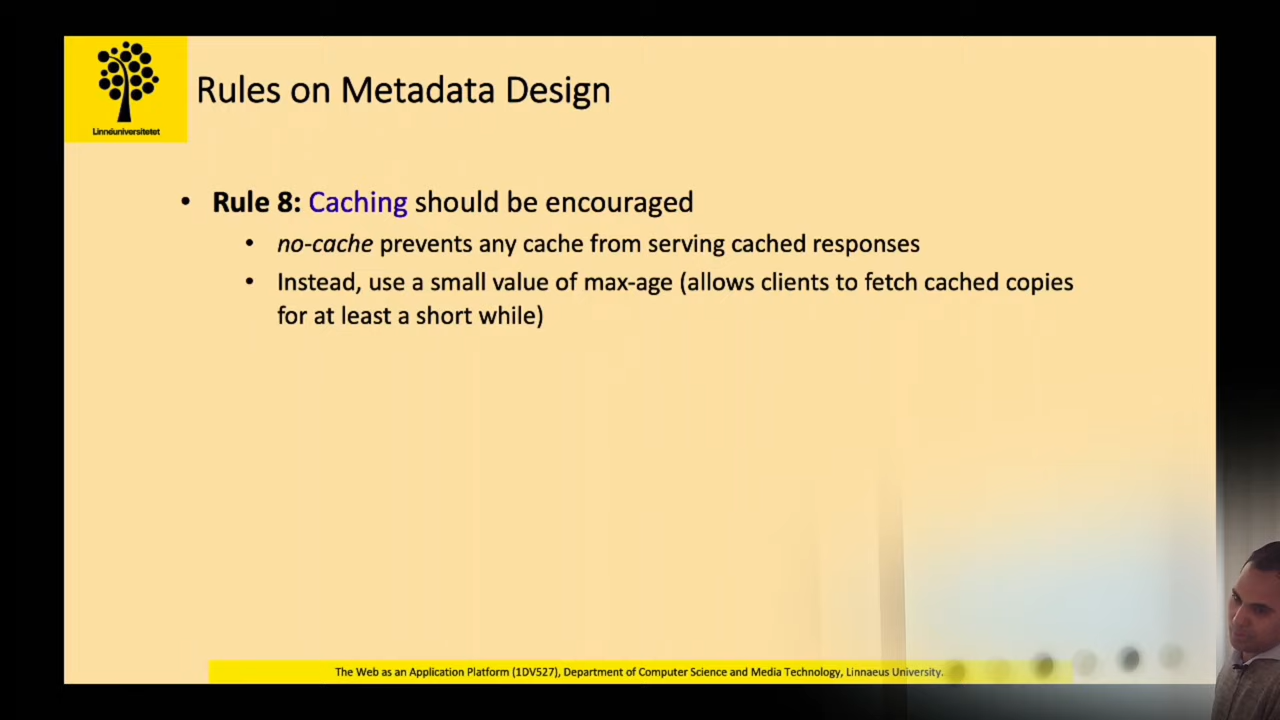 Linnéuniversitetet
Rules on Metadata Design
• Rule 8: Caching should be encouraged
• no-cache prevents any cache from serving cached responses
• Instead, use a small value of max-age (allows clients to fetch cached copies
for at least a short while)
The Web as an Application Platform (1DV527), Department of Computer Science and Media Technology, Linnaeus University.